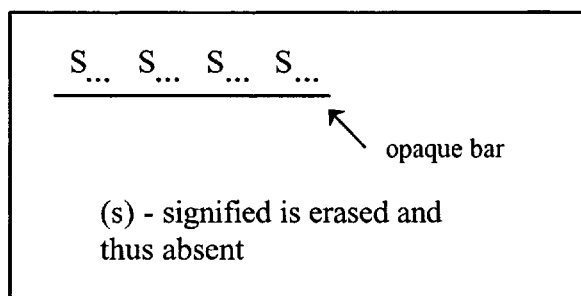 S... S... S... S...
opaque bar
(s) - signified is erased and
thus absent